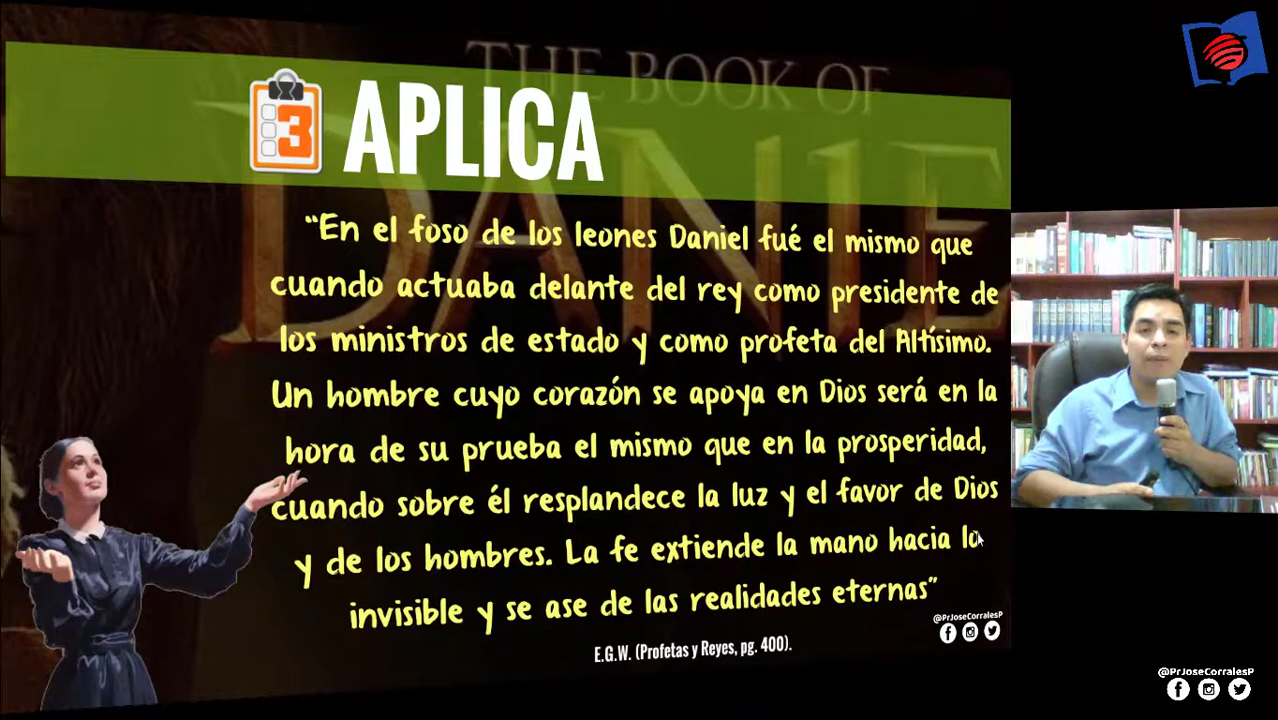 THE BOOK OF
DANIE
3 APLICA
“En el foso de los leones Daniel fué el mismo que
cuando actuaba delante del rey como presidente de
los ministros de estado y como profeta del Altísimo.
Un hombre cuyo corazón se apoya en Dios será en la
hora de su prueba el mismo que en la prosperidad,
cuando sobre él resplandece la luz y el favor de Dios
y de los hombres. La fe extiende la mano hacia lo
invisible y se ase de las realidades eternas”
@PrJoseCorralesP
E.G.W. (Profetas y Reyes, pg. 400).
@PrJoseCorralesP